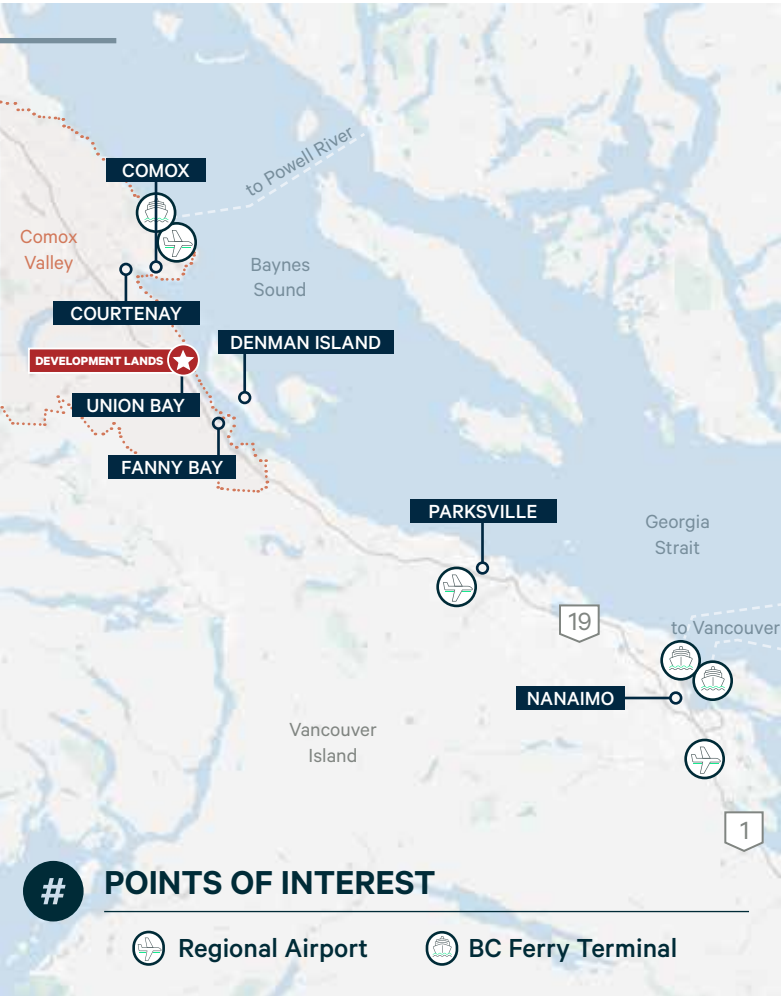 to Powell River
COMOX
Comox
Valley
Baynes
Sound
COURTENAY
DENMAN ISLAND
DEVELOPMENT LANDS
UNION BAY
FANNY BAY
PARKSVILLE
Georgia
Strait
19
to Vancouver
NANAIMO
Vancouver
Island
1
# POINTS OF INTEREST
Regional Airport
BC Ferry Terminal